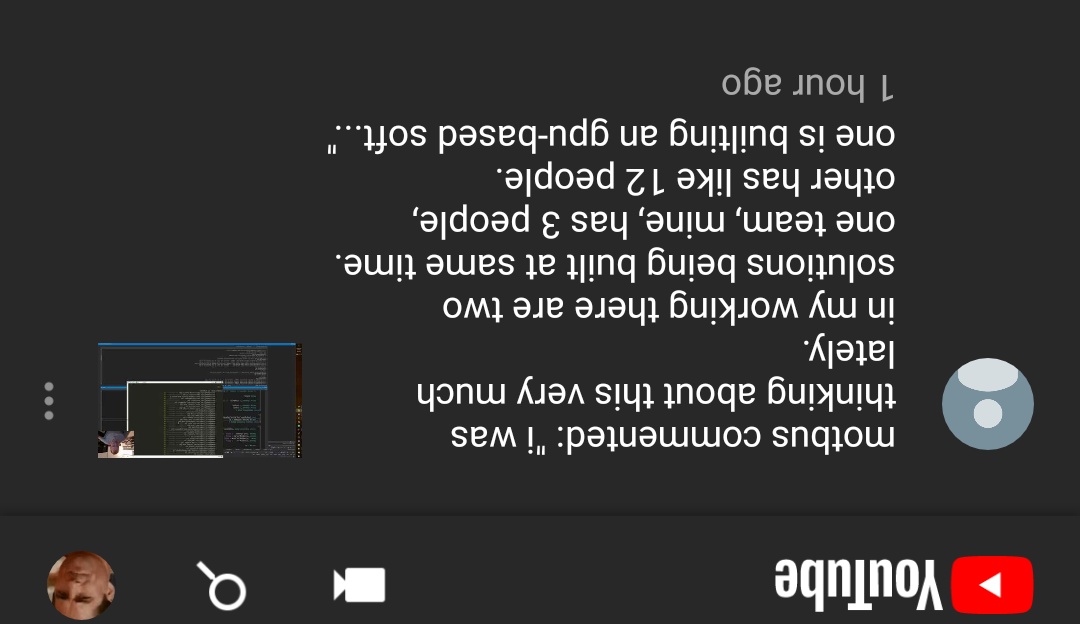 YouTube
motbus commented: "i was
thinking about this very much
lately.
in my working there are two
solutions being built at same time.
one team, mine, has 3 people,
other has like 12 people.
one is builting an gpu-based soft..."
1 hour ago